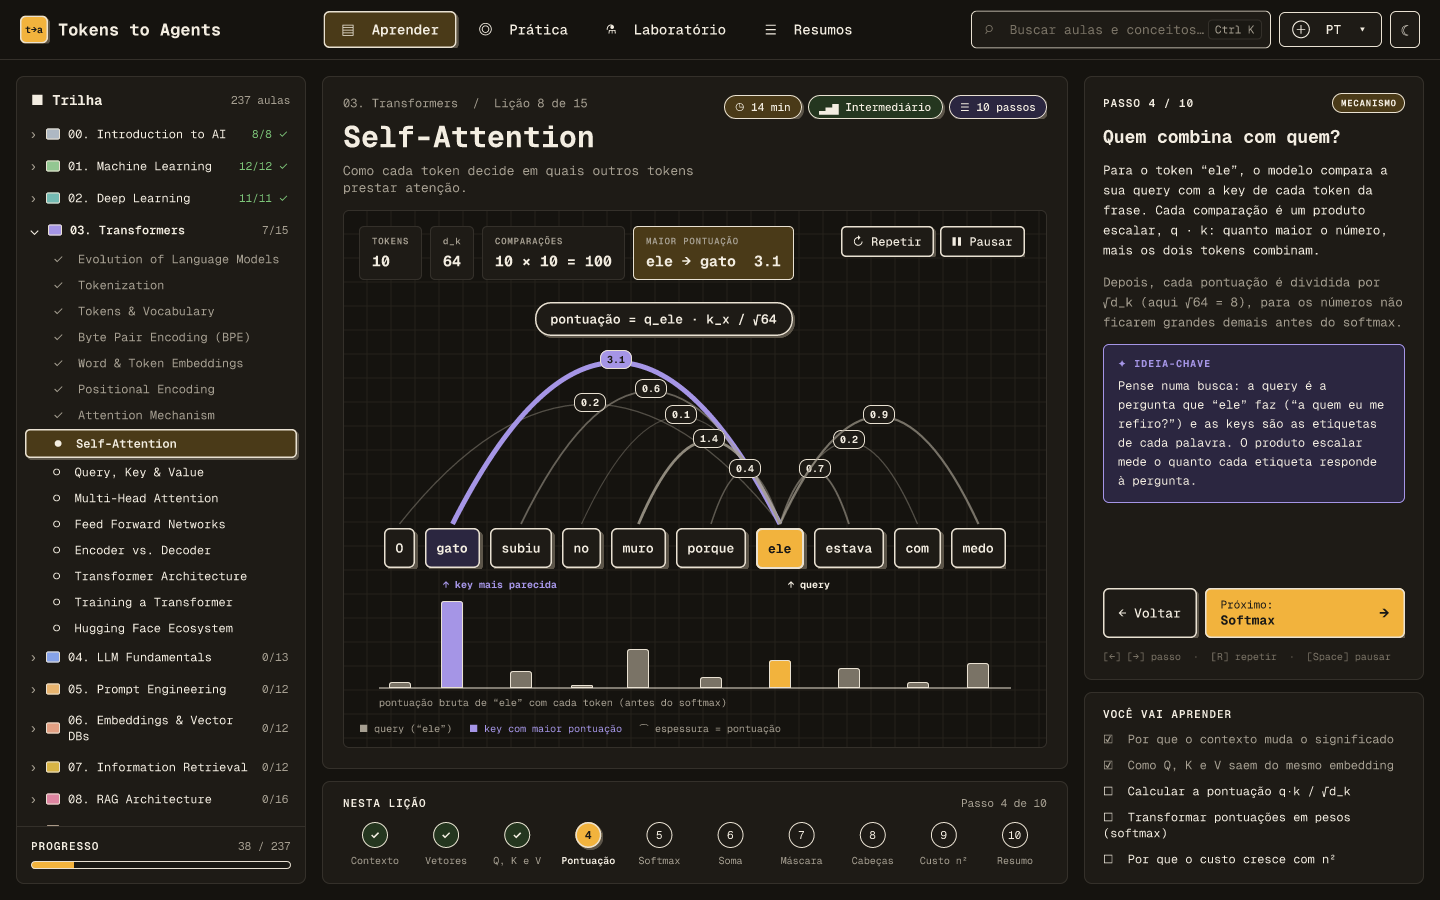 t→a Tokens to Agents
Aprender
Prática
Laboratório
Resumos
Buscar aulas e conceitos… Ctrl K
PT
Trilha 237 aulas
00. Introduction to AI 8/8 ✓
01. Machine Learning 12/12 ✓
02. Deep Learning 11/11 ✓
03. Transformers 7/15
✓ Evolution of Language Models
✓ Tokenization
✓ Tokens & Vocabulary
✓ Byte Pair Encoding (BPE)
✓ Word & Token Embeddings
✓ Positional Encoding
✓ Attention Mechanism
Self-Attention
Query, Key & Value
Multi-Head Attention
Feed Forward Networks
Encoder vs. Decoder
Transformer Architecture
Training a Transformer
Hugging Face Ecosystem
04. LLM Fundamentals 0/13
05. Prompt Engineering 0/12
06. Embeddings & Vector
DBs 0/12
07. Information Retrieval 0/12
08. RAG Architecture 0/16
PROGRESSO 38 / 237
03. Transformers / Lição 8 de 15
14 min
Intermediário
10 passos
Self-Attention
Como cada token decide em quais outros tokens
prestar atenção.
TOKENS
10
d_k
64
COMPARAÇÕES
10 × 10 = 100
MAIOR PONTUAÇÃO
ele → gato 3.1
Repetir
Pausar
pontuação = q_ele · k_x / √64
3.1
0.6
0.2
0.1
0.9
1.4
0.2
0.4
0.7
O gato subiu no muro porque ele estava com medo
↑ key mais parecida
↑ query
pontuação bruta de “ele” com cada token (antes do softmax)
query (“ele”)
key com maior pontuação
espessura = pontuação
NESTA LIÇÃO Passo 4 de 10
✓ ✓ ✓ 4 5 6 7 8 9 10
Contexto Vetores Q, K e V Pontuação Softmax Soma Máscara Cabeças Custo n² Resumo
PASSO 4 / 10 MECANISMO
Quem combina com quem?
Para o token “ele”, o modelo compara a
sua query com a key de cada token da
frase. Cada comparação é um produto
escalar, q · k: quanto maior o número,
mais os dois tokens combinam.
Depois, cada pontuação é dividida por
√d_k (aqui √64 = 8), para os números não
ficarem grandes demais antes do softmax.
✦ IDEIA-CHAVE
Pense numa busca: a query é a
pergunta que “ele” faz (“a quem eu me
refiro?”) e as keys são as etiquetas
de cada palavra. O produto escalar
mede o quanto cada etiqueta responde
à pergunta.
← Voltar
Próximo:
Softmax →
[←] [→] passo · [R] repetir · [Space] pausar
VOCÊ VAI APRENDER
☑ Por que o contexto muda o significado
☑ Como Q, K e V saem do mesmo embedding
☐ Calcular a pontuação q·k / √d_k
☐ Transformar pontuações em pesos
(softmax)
☐ Por que o custo cresce com n²